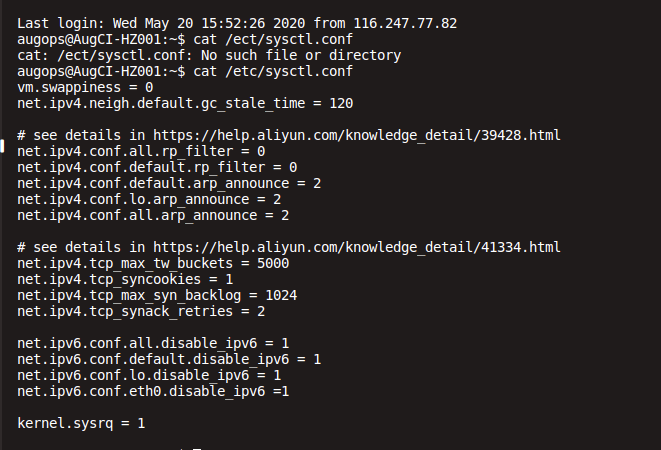 Last login: Wed May 20 15:52:26 2020 from 116.247.77.82
augops@AugCI-HZ001:~$ cat /ect/sysctl.conf
cat: /ect/sysctl.conf: No such file or directory
augops@AugCI-HZ001:~$ cat /etc/sysctl.conf
vm.swappiness = 0
net.ipv4.neigh.default.gc_stale_time = 120
# see details in https://help.aliyun.com/knowledge_detail/39428.html
net.ipv4.conf.all.rp_filter = 0
net.ipv4.conf.default.rp_filter = 0
net.ipv4.conf.default.arp_announce = 2
net.ipv4.conf.lo.arp_announce = 2
net.ipv4.conf.all.arp_announce = 2
# see details in https://help.aliyun.com/knowledge_detail/41334.html
net.ipv4.tcp_max_tw_buckets = 5000
net.ipv4.tcp_syncookies = 1
net.ipv4.tcp_max_syn_backlog = 1024
net.ipv4.tcp_synack_retries = 2
net.ipv6.conf.all.disable_ipv6 = 1
net.ipv6.conf.default.disable_ipv6 = 1
net.ipv6.conf.lo.disable_ipv6 = 1
net.ipv6.conf.eth0.disable_ipv6 =1
kernel.sysrq = 1